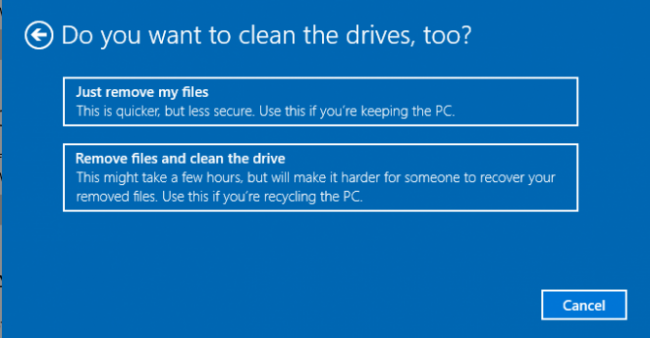 Do you want to clean the drives, too?
Just remove my files
This is quicker, but less secure. Use this if you're keeping the PC.
Remove files and clean the drive
This might take a few hours, but will make it harder for someone to recover your
removed files. Use this if you're recycling the PC.
Cancel